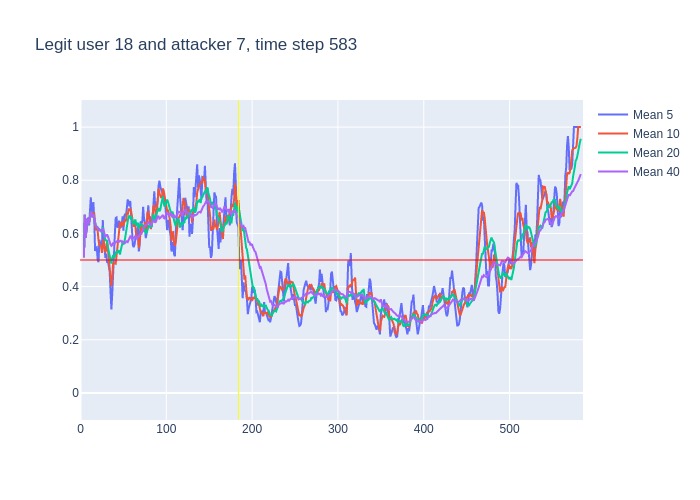 Legit user 18 and attacker 7, time step 583
Mean 5
Mean 10
Mean 20
Mean 40
1
0.8
0.6
0.4
0.2
0
0 100 200 300 400 500